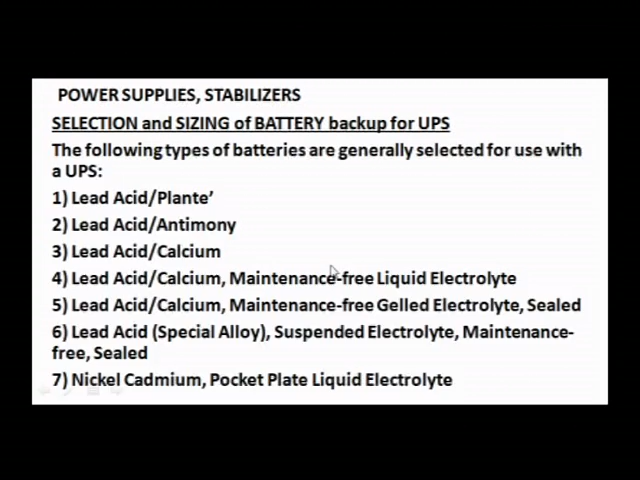 POWER SUPPLIES, STABILIZERS
SELECTION and SIZING of BATTERY backup for UPS
The following types of batteries are generally selected for use with
a UPS:
1) Lead Acid/Plante’
2) Lead Acid/Antimony
3) Lead Acid/Calcium
4) Lead Acid/Calcium, Maintenance-free Liquid Electrolyte
5) Lead Acid/Calcium, Maintenance-free Gelled Electrolyte, Sealed
6) Lead Acid (Special Alloy), Suspended Electrolyte, Maintenance-
free, Sealed
7) Nickel Cadmium, Pocket Plate Liquid Electrolyte